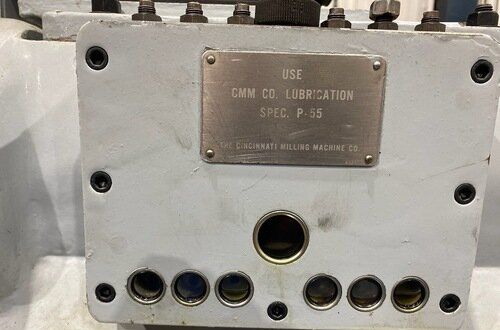 USE
CMM CO. LUBRICATION
SPEC. P-55
THE CINCINNATI MILLING MACHINE CO.